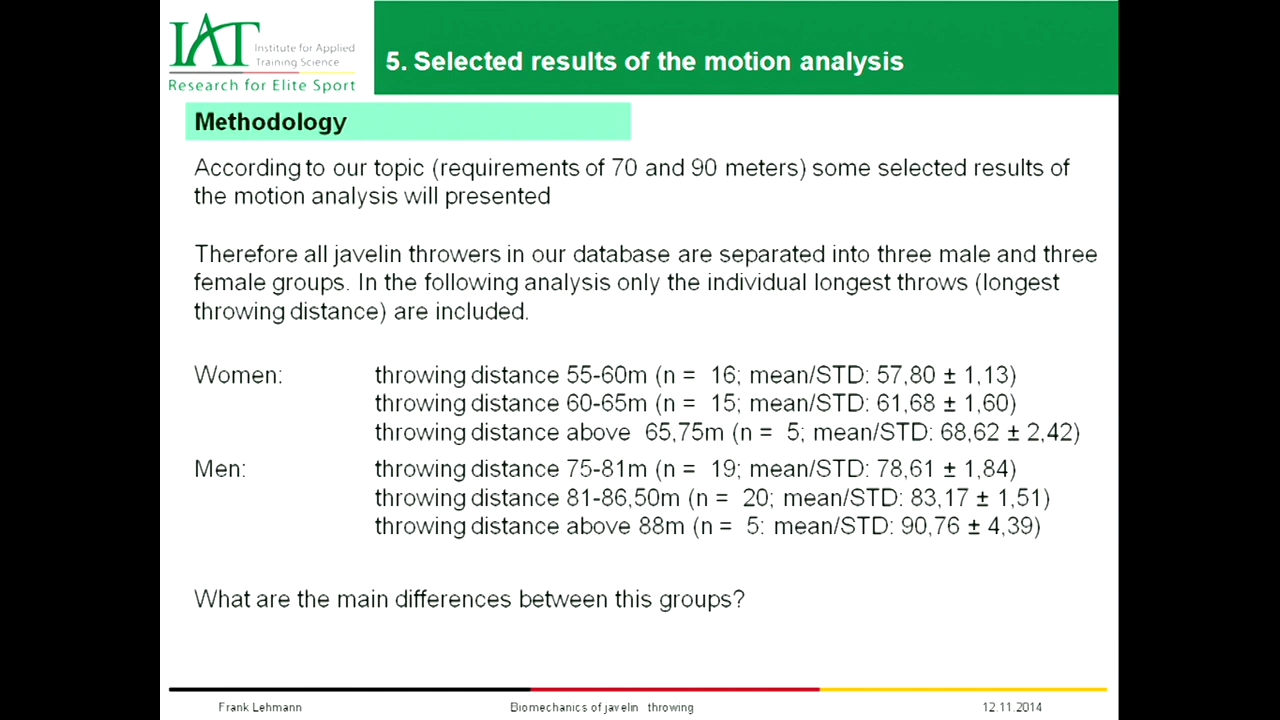 IAT
Institute for Applied
Training Science
Research for Elite Sport
5. Selected results of the motion analysis
Methodology
According to our topic (requirements of 70 and 90 meters) some selected results of
the motion analysis will presented
Therefore all javelin throwers in our database are separated into three male and three
female groups. In the following analysis only the individual longest throws (longest
throwing distance) are included.
Women: throwing distance 55-60m (n = 16; mean/STD: 57,80 ± 1,13)
throwing distance 60-65m (n = 15; mean/STD: 61,68 ± 1,60)
throwing distance above 65,75m (n = 5; mean/STD: 68,62 ± 2,42)
Men: throwing distance 75-81m (n = 19; mean/STD: 78,61 ± 1,84)
throwing distance 81-86,50m (n = 20; mean/STD: 83,17 ± 1,51)
throwing distance above 88m (n = 5: mean/STD: 90,76 ± 4,39)
What are the main differences between this groups?
Frank Lehmann Biomechanics of javelin throwing 12.11.2014